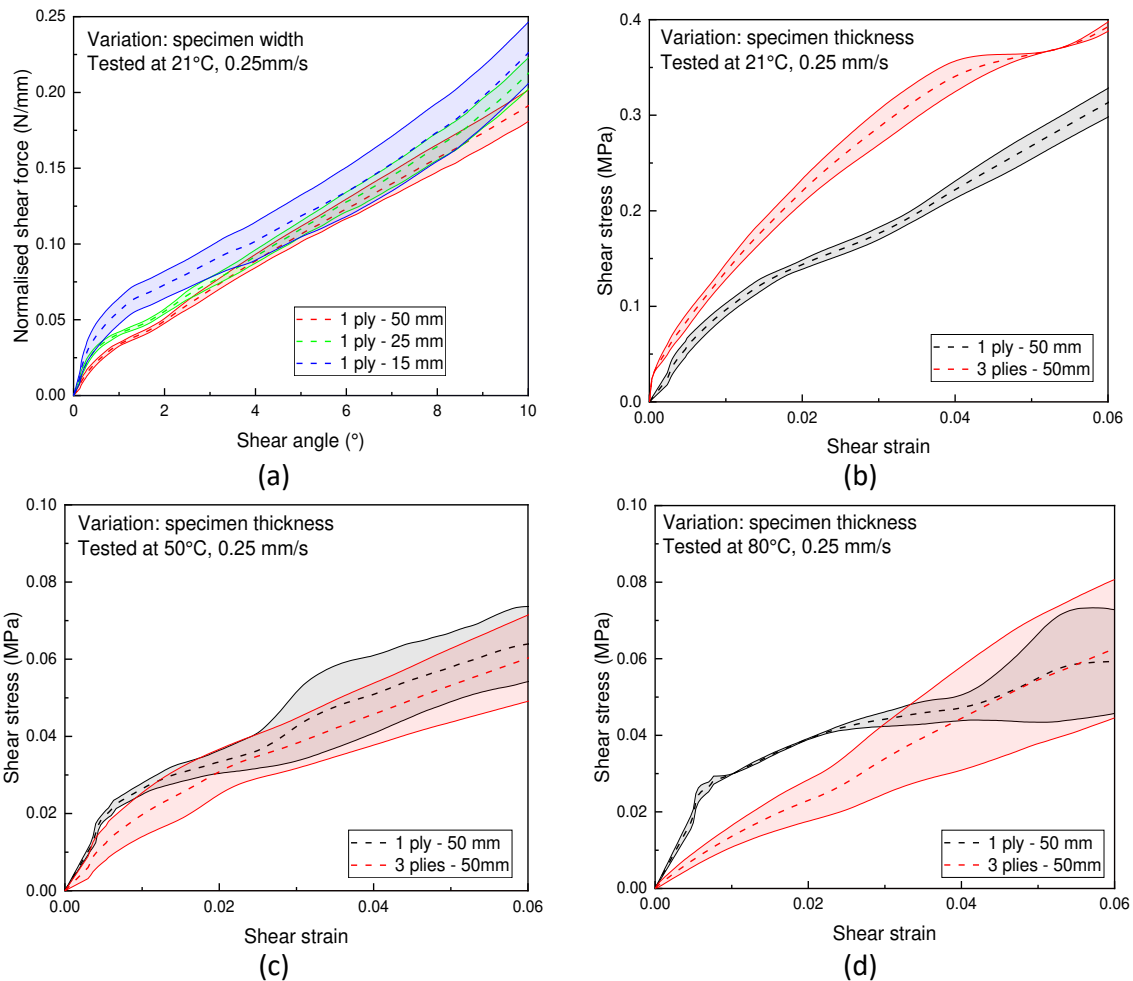 Variation: specimen width
Tested at 21°C, 0.25mm/s
Normalised shear force (N/mm)
0.25
0.20
0.15
0.10
0.05
0.00
0 2 4 6 8 10
Shear angle (°)
1 ply - 50 mm
1 ply - 25 mm
1 ply - 15 mm
(a)
Variation: specimen thickness
Tested at 21°C, 0.25 mm/s
Shear stress (MPa)
0.4
0.3
0.2
0.1
0.0
0.00 0.02 0.04 0.06
Shear strain
1 ply - 50 mm
3 plies - 50mm
(b)
Variation: specimen thickness
Tested at 50°C, 0.25 mm/s
Shear stress (MPa)
0.10
0.08
0.06
0.04
0.02
0.00
0.00 0.02 0.04 0.06
Shear strain
1 ply - 50 mm
3 plies - 50mm
(c)
Variation: specimen thickness
Tested at 80°C, 0.25 mm/s
Shear stress (MPa)
0.10
0.08
0.06
0.04
0.02
0.00
0.00 0.02 0.04 0.06
Shear strain
1 ply - 50 mm
3 plies - 50mm
(d)